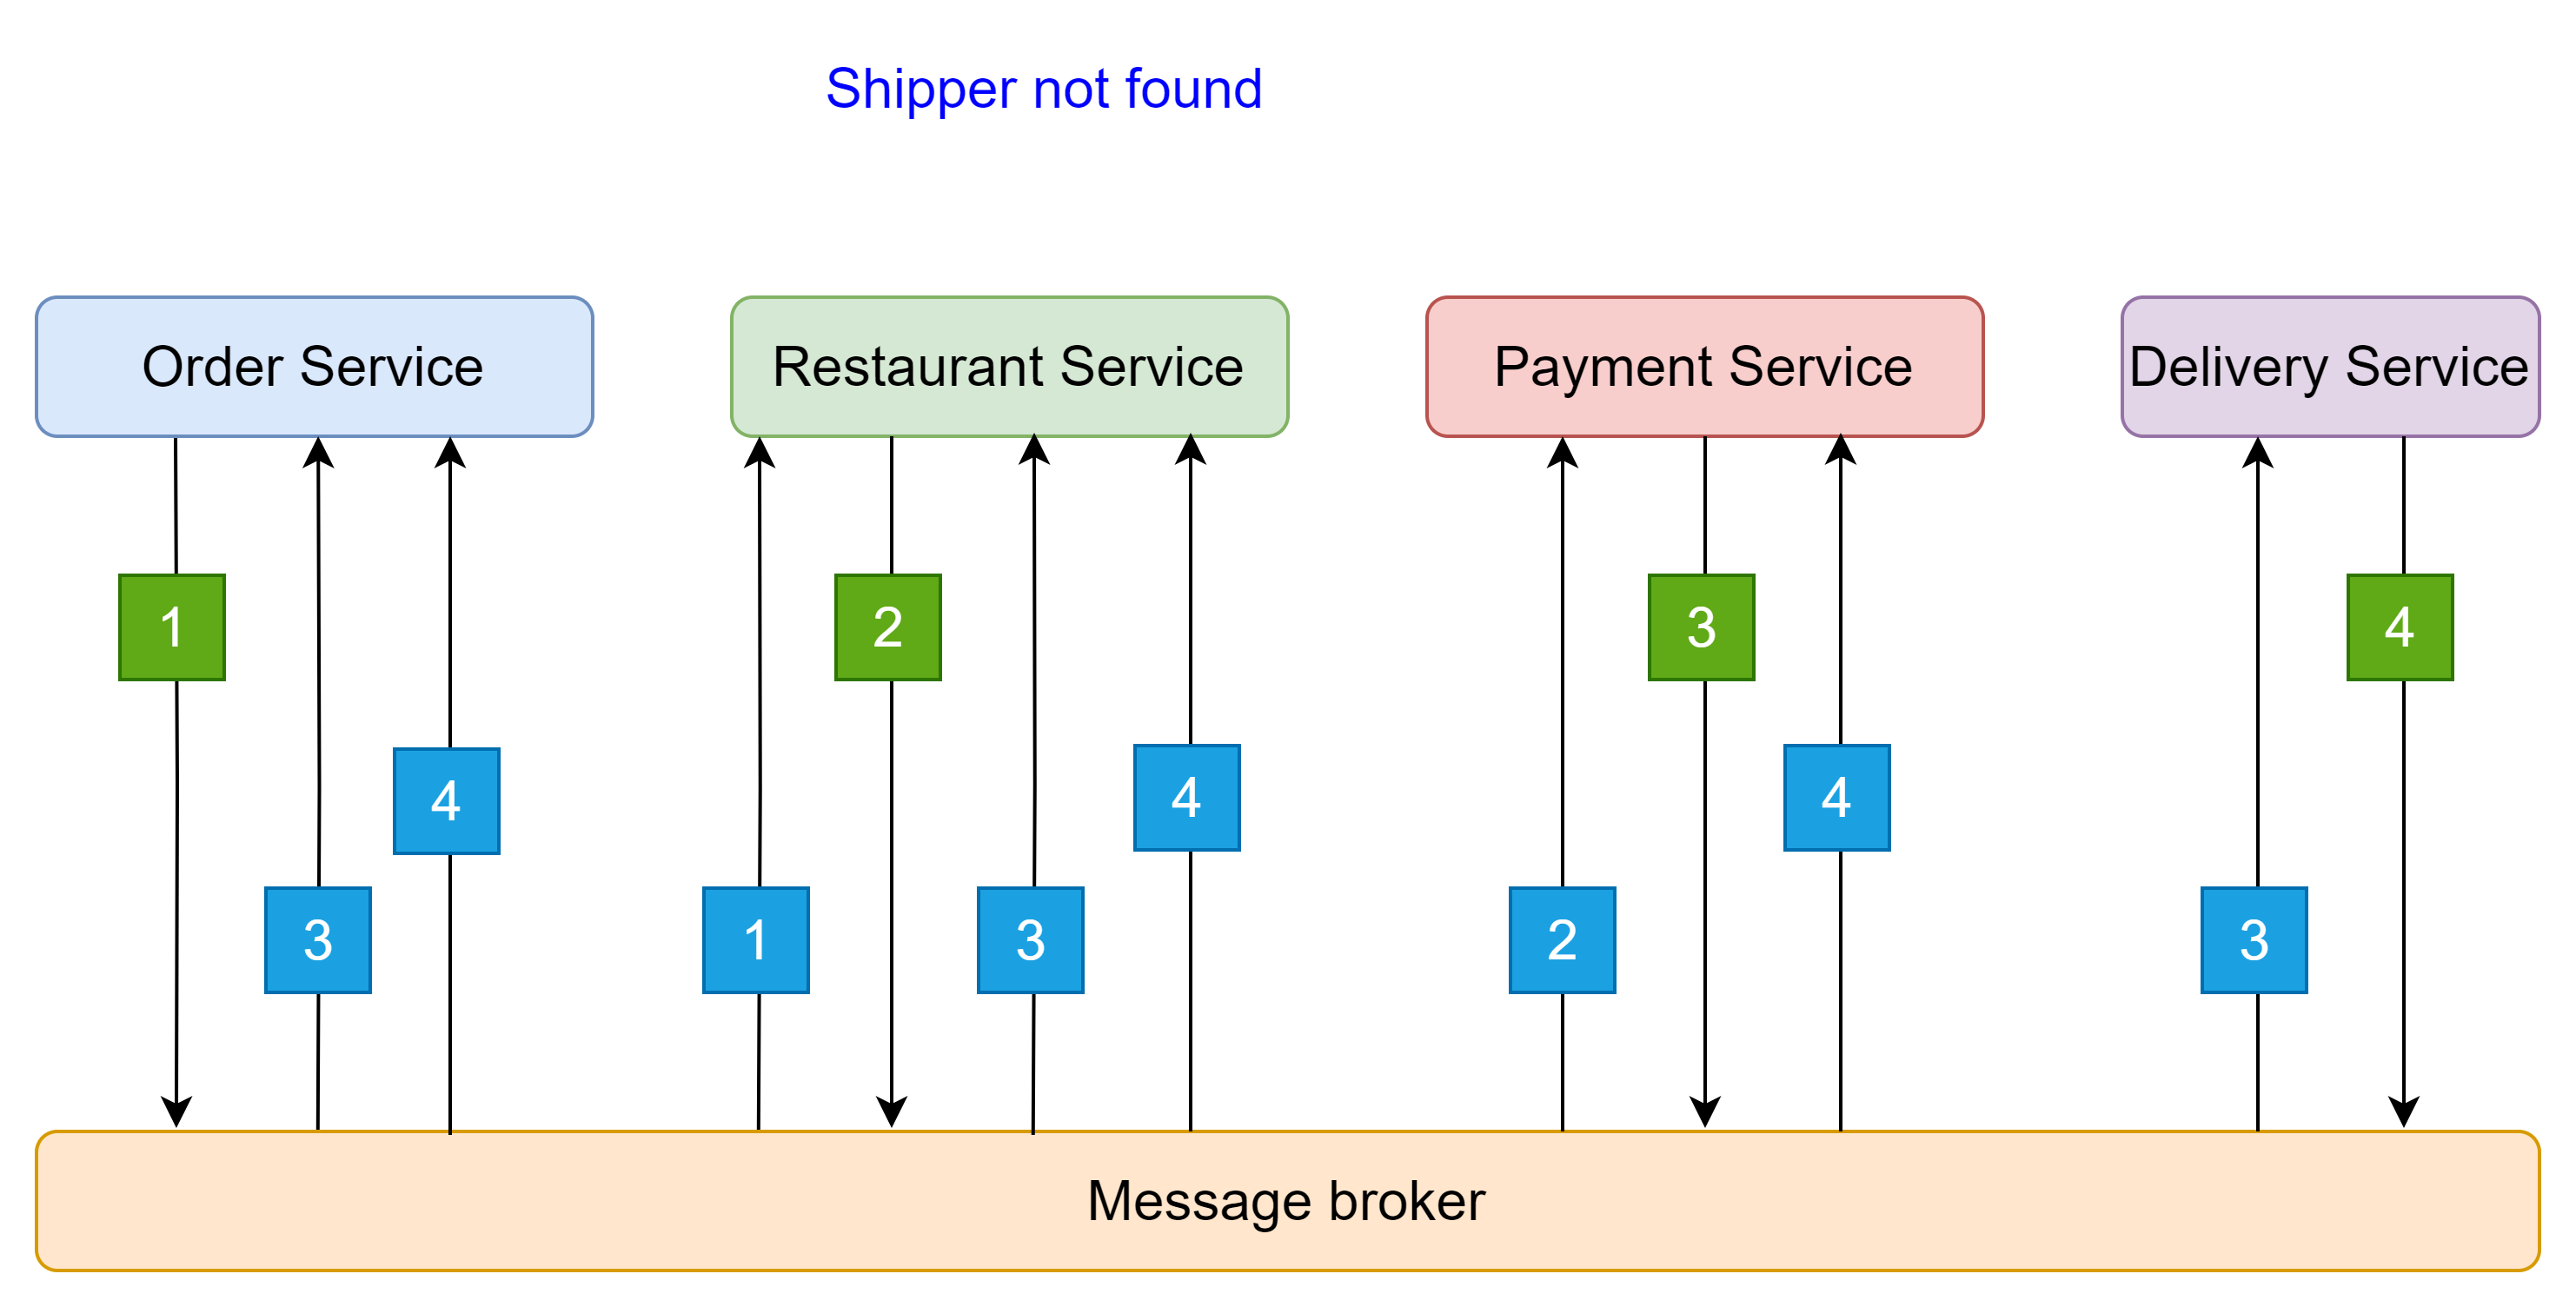 Shipper not found
Order Service
Restaurant Service
Payment Service
Delivery Service
1
2
3
4
4
4
4
3
1
3
2
3
Message broker